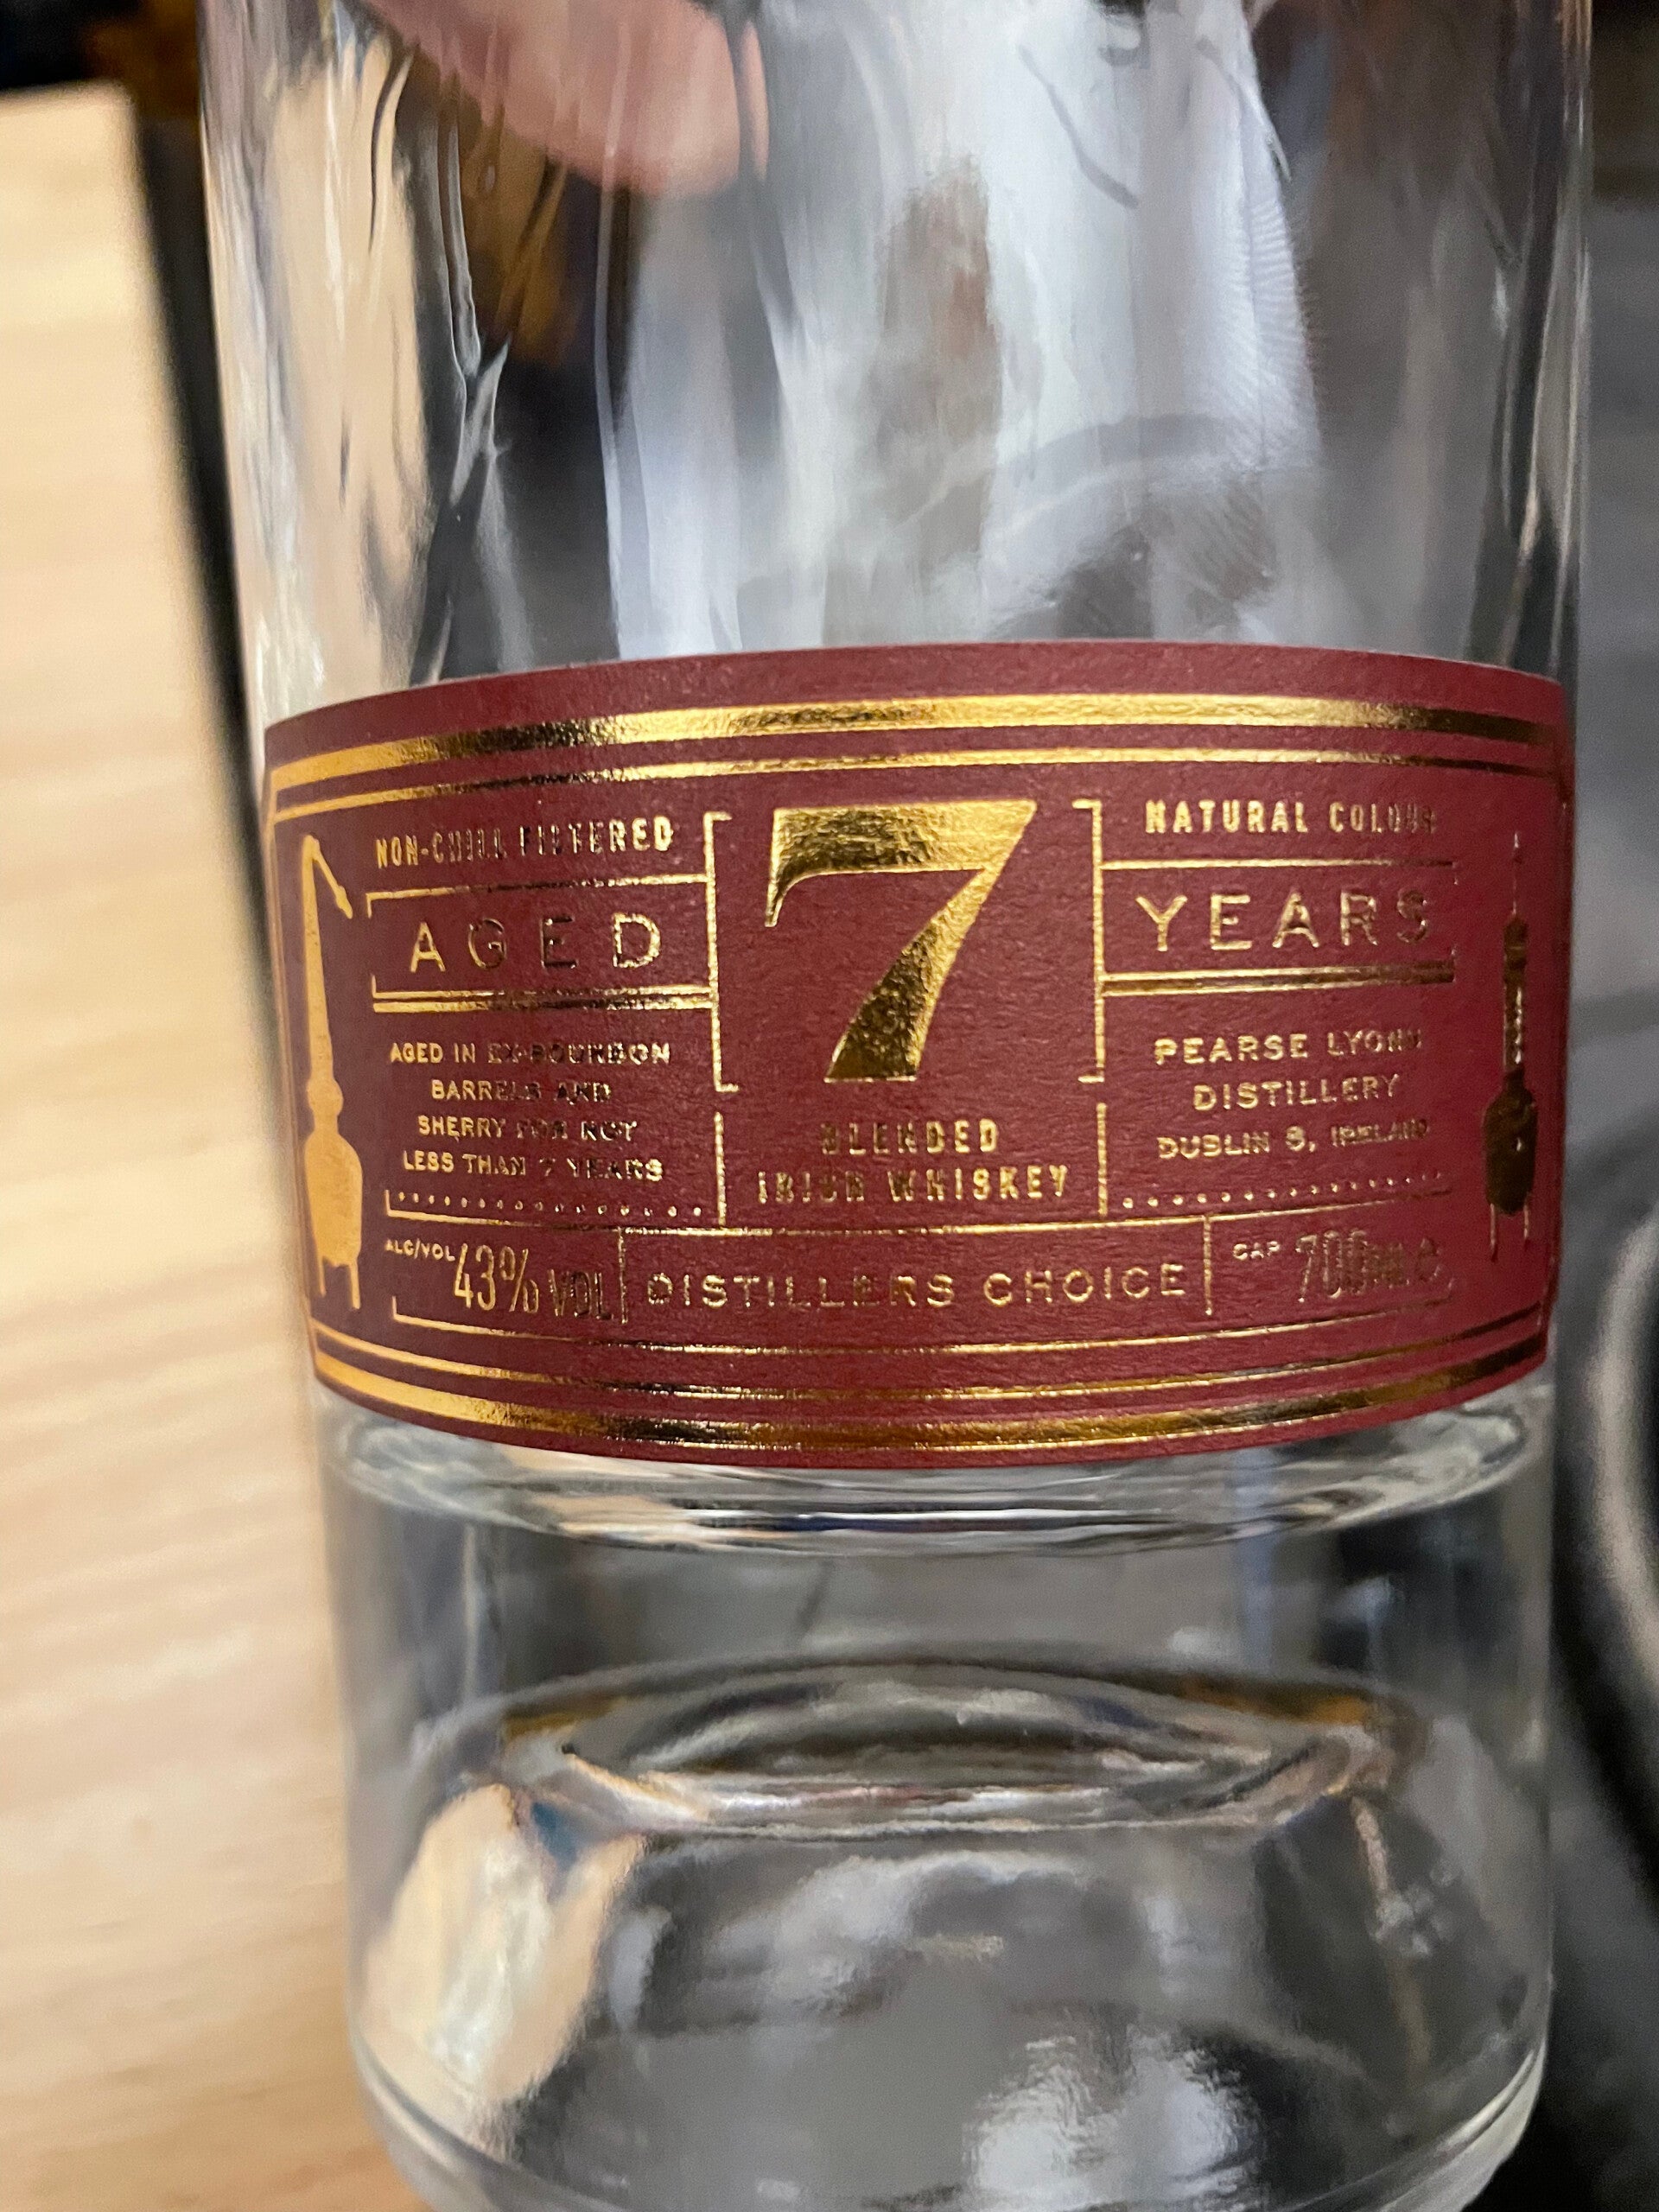 NON-CHILL FILTERED
AGED
AGED IN EX-BOURBON
BARRELS AND
SHERRY FOR NOT
LESS THAN 7 YEARS
7
BLENDED
IRISH WHISKEY
NATURAL COLOUR
YEARS
PEARSE LYONS
DISTILLERY
DUBLIN 8, IRELAND
ALC/VOL 43% VOL
DISTILLERS CHOICE
CAP 700ML e